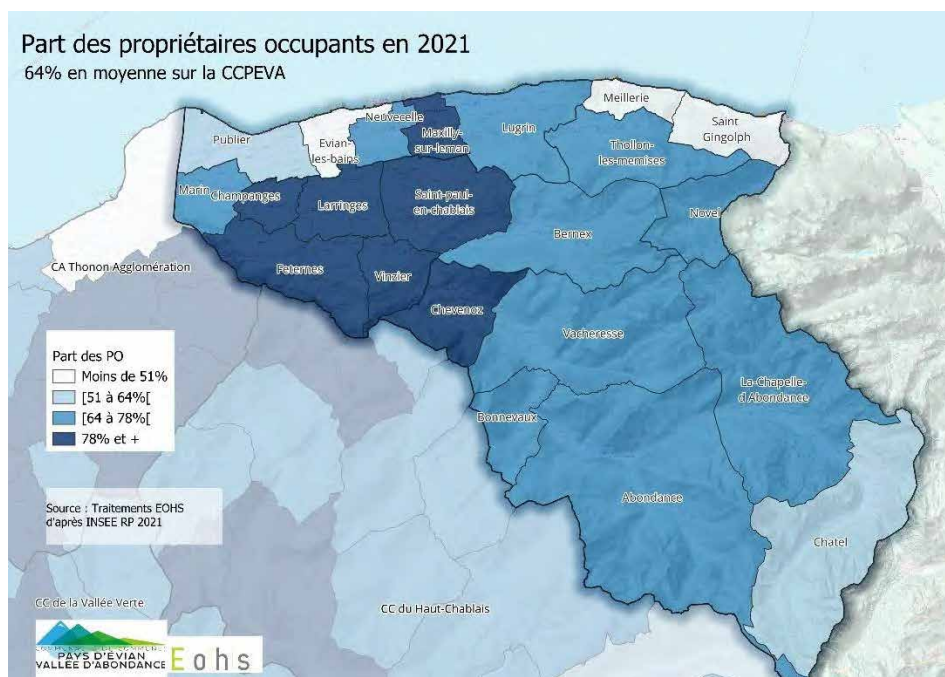 Part des propriétaires occupants en 2021
64% en moyenne sur la CCPEVA
Meillerie
Saint
Gingolph
Neuvecelle
Publier
Evian
les-bains
Maxilly
sur-leman
Lugrin
Thollon-
les-memises
Marin
Champanges
Larringes
Saint-paul-
en-chablais
Novel
Bernex
CA Thonon Agglomération
Feternes
Vinzier
Chevenoz
Vacheresse
Part des PO
Moins de 51%
[51 à 64%[
[64 à 78%[
78% et +
La-Chapelle-
d Abondance
Bonnevaux
Abondance
Source : Traitements EOHS
d'après INSEE RP 2021
Chatel
CC de la Vallée Verte
CC du Haut-Chablais
PAYS D'ÉVIAN
VALLÉE D'ABONDANCE
Eohs